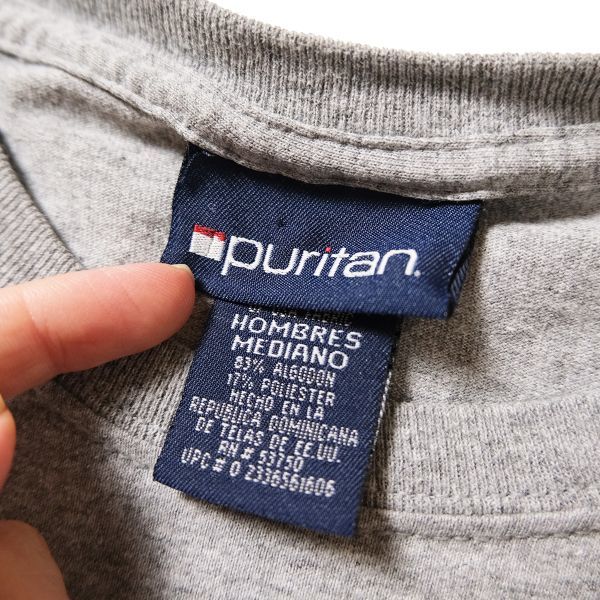 puritan.
HOMBRES
MEDIANO
83% ALGODON
17% POLIESTER
HECHO EN LA
REPUBLICA DOMINICANA
DE TELAS DE EE.UU.
RN # 53150
UPC # 0 2336561606